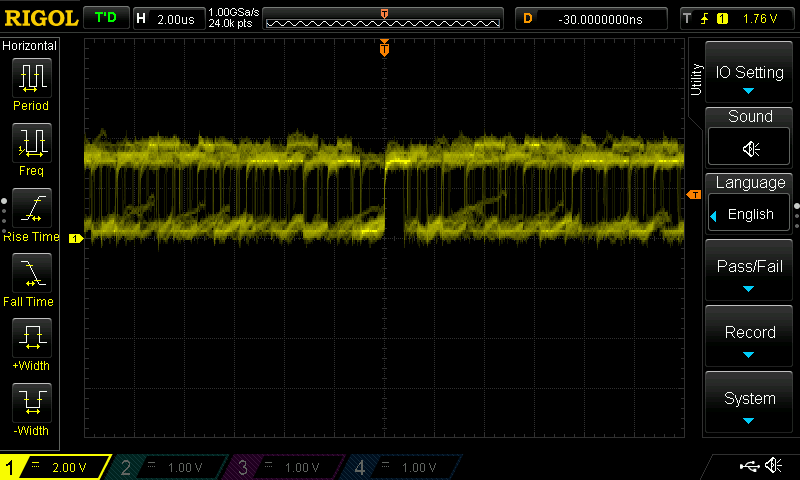 RIGOL T'D H 2.00us 1.00GSa/s 24.0k pts T D -30.0000000ns T 1 1.76 V
Horizontal
Period
Freq
Rise Time
Fall Time
+Width
-Width
T
T
1
Utility
IO Setting
Sound
Language
English
Pass/Fail
Record
System
1 2.00 V 2 1.00 V 3 1.00 V 4 1.00 V